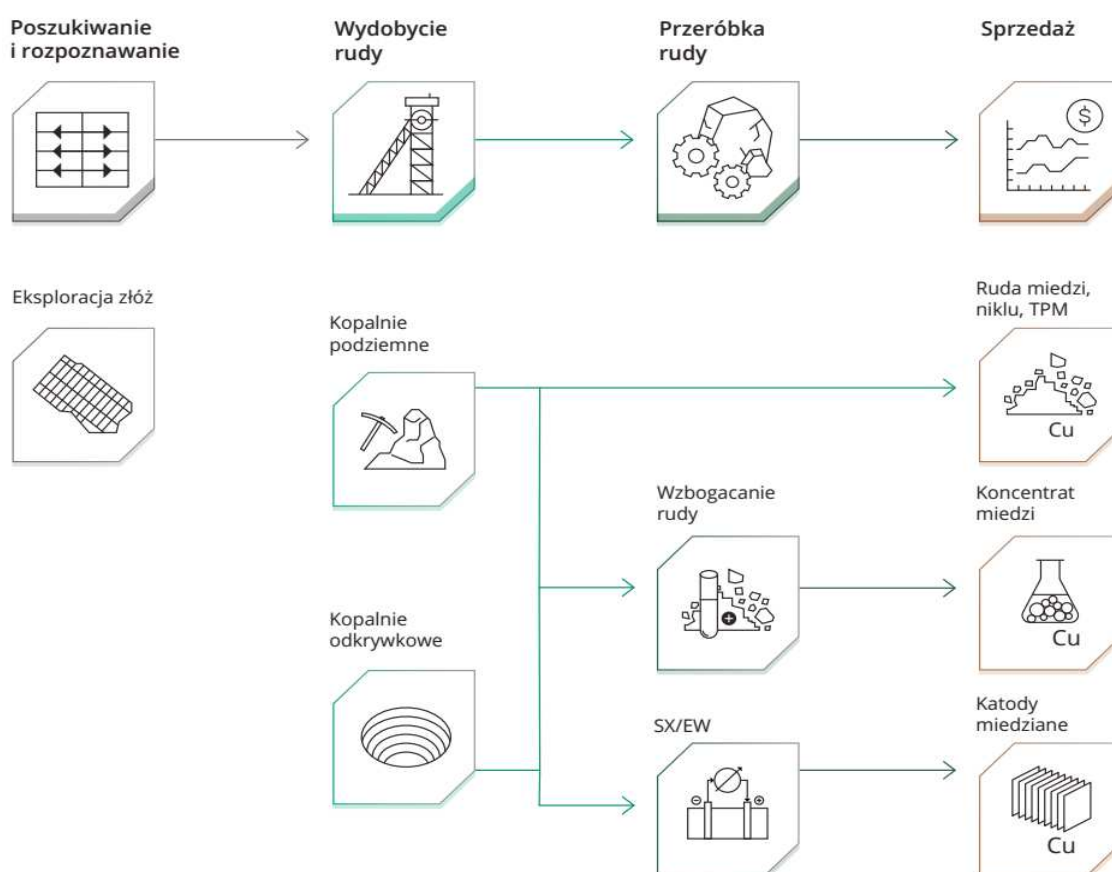 Poszukiwanie
i rozpoznawanie
Wydobycie
rudy
Przeróbka
rudy
Sprzedaż
$
Eksploracja złóż
Kopalnie
podziemne
Ruda miedzi,
niklu, TPM
Cu
Wzbogacanie
rudy
Koncentrat
miedzi
Cu
Kopalnie
odkrywkowe
SX/EW
Katody
miedziane
Cu